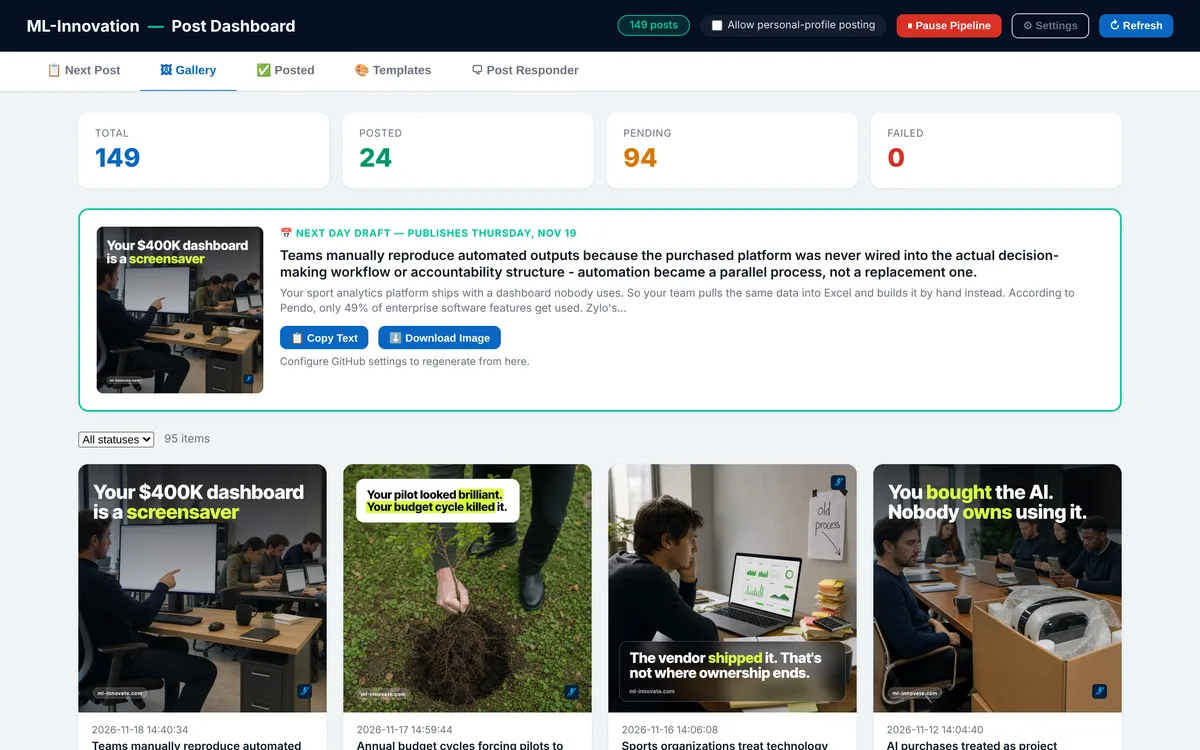 ML-Innovation — Post Dashboard
149 posts
Allow personal-profile posting
Pause Pipeline
Settings
Refresh
Next Post
Gallery
Posted
Templates
Post Responder
TOTAL
149
POSTED
24
PENDING
94
FAILED
0
Your $400K dashboard
is a screensaver
ml-innovate.com
NEXT DAY DRAFT — PUBLISHES THURSDAY, NOV 19
Teams manually reproduce automated outputs because the purchased platform was never wired into the actual decision-
making workflow or accountability structure - automation became a parallel process, not a replacement one.
Your sport analytics platform ships with a dashboard nobody uses. So your team pulls the same data into Excel and builds it by hand instead. According to
Pendo, only 49% of enterprise software features get used. Zylo's...
Copy Text
Download Image
Configure GitHub settings to regenerate from here.
All statuses
95 items
Your $400K dashboard
is a screensaver
ml-innovate.com
2026-11-18 14:40:34
Teams manually reproduce automated
Your pilot looked brilliant.
Your budget cycle killed it.
ml-innovate.com
2026-11-17 14:59:44
Annual budget cycles forcing pilots to
old
process
The vendor shipped it. That's
not where ownership ends.
ml-innovate.com
2026-11-16 14:06:08
Sports organizations treat technology
You bought the AI.
Nobody owns using it.
ml-innovate.com
2026-11-12 14:04:40
AI purchases treated as project